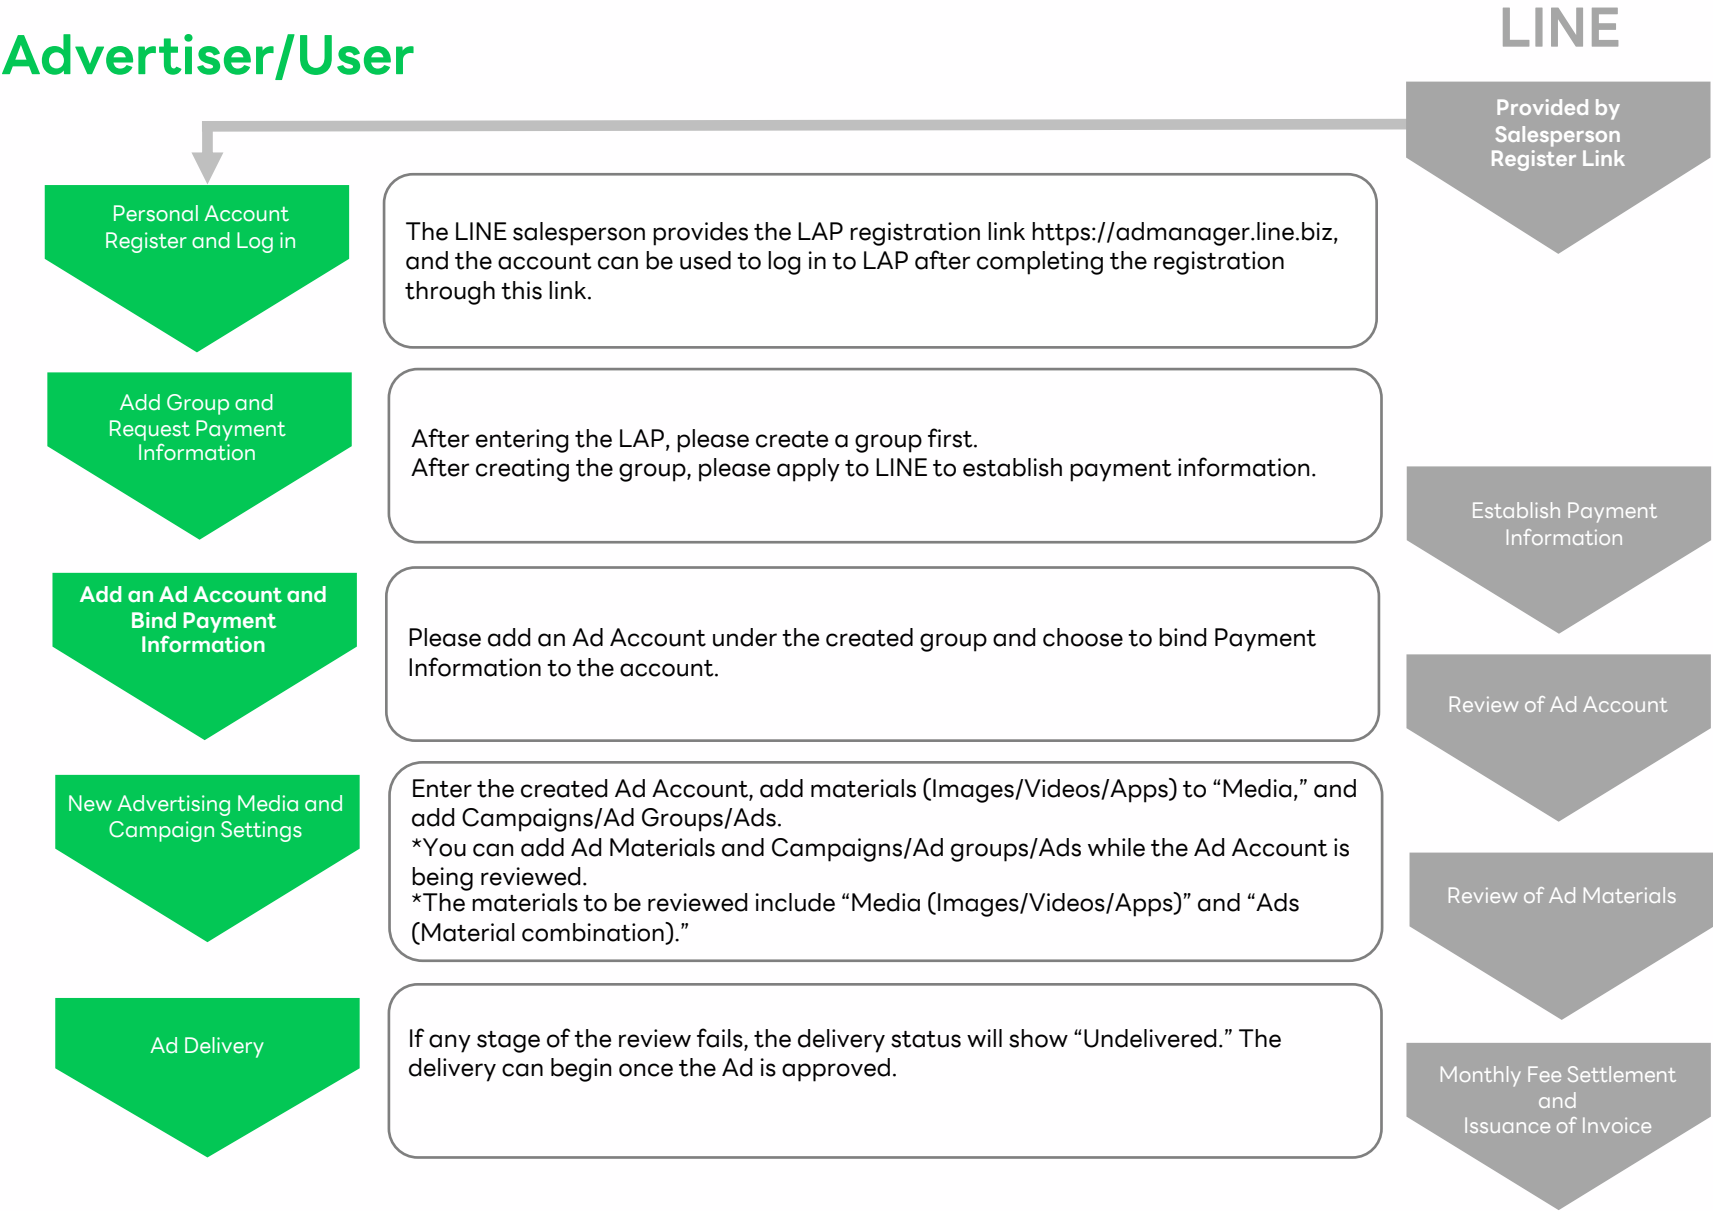 LINE
Advertiser/User
Provided by
Salesperson
Register Link
Personal Account
Register and Log in
The LINE salesperson provides the LAP registration link https://admanager.line.biz,
and the account can be used to log in to LAP after completing the registration
through this link.
Add Group and
Request Payment
Information
After entering the LAP, please create a group first.
After creating the group, please apply to LINE to establish payment information.
Establish Payment
Information
Add an Ad Account and
Bind Payment
Information
Please add an Ad Account under the created group and choose to bind Payment
Information to the account.
Review of Ad Account
New Advertising Media and
Campaign Settings
Enter the created Ad Account, add materials (Images/Videos/Apps) to “Media,” and
add Campaigns/Ad Groups/Ads.
*You can add Ad Materials and Campaigns/Ad groups/Ads while the Ad Account is
being reviewed.
*The materials to be reviewed include “Media (Images/Videos/Apps)” and “Ads
(Material combination).”
Review of Ad Materials
Ad Delivery
If any stage of the review fails, the delivery status will show “Undelivered.” The
delivery can begin once the Ad is approved.
Monthly Fee Settlement
and
Issuance of Invoice